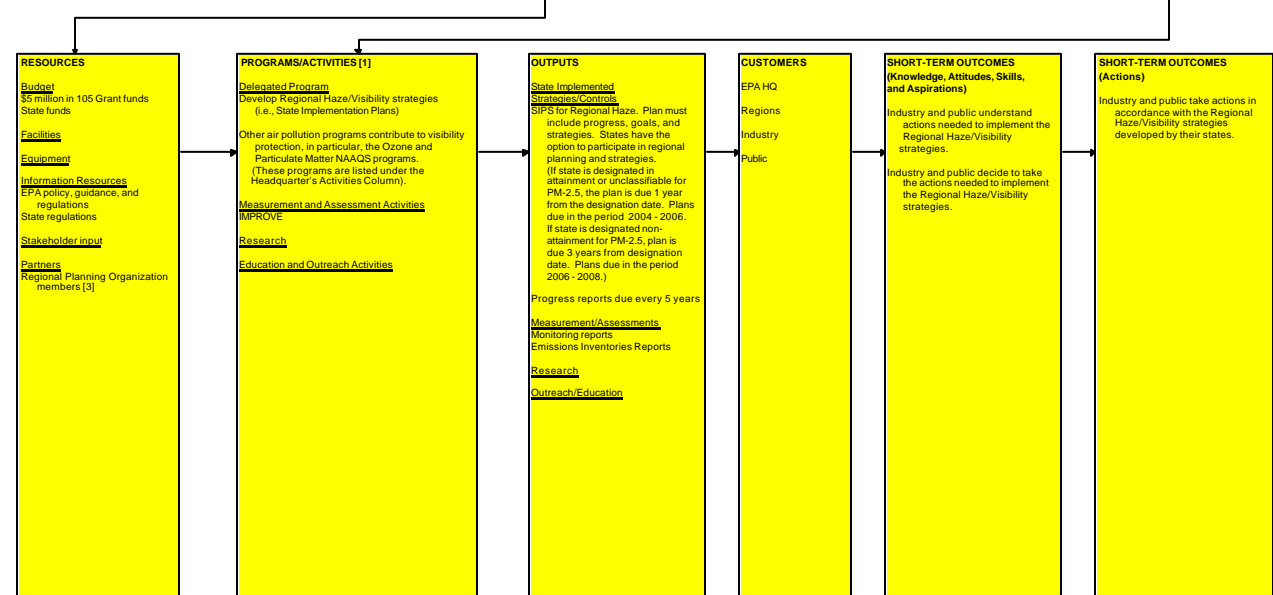 RESOURCES
Budget
$5 million in 105 Grant funds
State funds
Facilities
Equipment
Information Resources
EPA policy, guidance, and
regulations
State regulations
Stakeholder input
Partners
Regional Planning Organization
members [3]
PROGRAMS/ACTIVITIES [1]
Delegated Program
Develop Regional Haze/Visibility strategies
(i.e., State Implementation Plans)
Other air pollution programs contribute to visibility
protection, in particular, the Ozone and
Particulate Matter NAAQS programs.
(These programs are listed under the
Headquarter's Activities Column).
Measurement and Assessment Activities
IMPROVE
Research
Education and Outreach Activities
OUTPUTS
State Implemented
Strategies/Controls
SIPS for Regional Haze. Plan must
include progress, goals, and
strategies. States have the
option to participate in regional
planning and strategies.
(If state is designated in
attainment or unclassifiable for
PM-2.5, the plan is due 1 year
from the designation date. Plans
due in the period 2004 - 2006.
If state is designated non-
attainment for PM-2.5, plan is
due 3 years from designation
date. Plans due in the period
2006 - 2008.)
Progress reports due every 5 years
Measurement/Assessments
Monitoring reports
Emissions Inventories Reports
Research
Outreach/Education
CUSTOMERS
EPA HQ
Regions
Industry
Public
SHORT-TERM OUTCOMES
(Knowledge, Attitudes, Skills,
and Aspirations)
Industry and public understand
actions needed to implement the
Regional Haze/Visibility
strategies.
Industry and public decide to take
the actions needed to implement
the Regional Haze/Visibility
strategies.
SHORT-TERM OUTCOMES
(Actions)
Industry and public take actions in
accordance with the Regional
Haze/Visibility strategies
developed by their states.